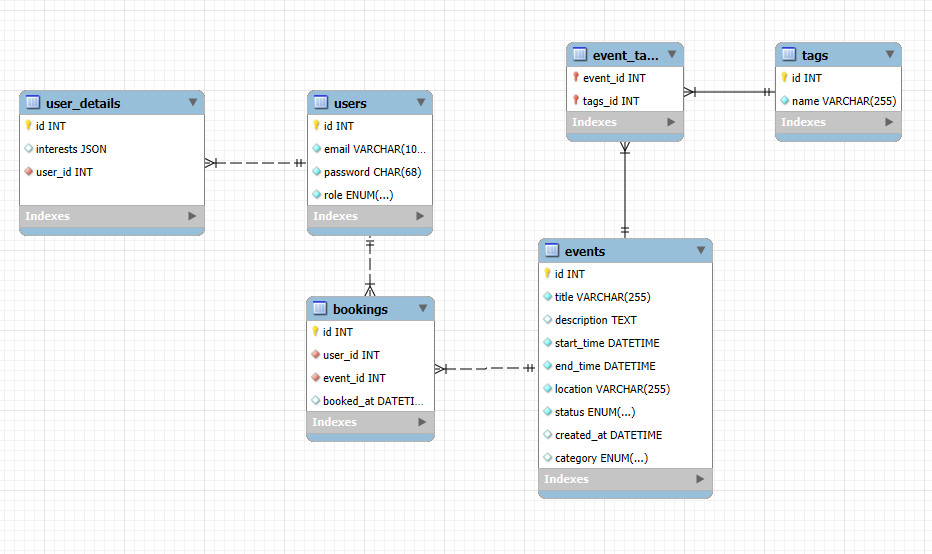 user_details
id INT
interests JSON
user_id INT
Indexes
users
id INT
email VARCHAR(10...
password CHAR(68)
role ENUM(...)
Indexes
bookings
id INT
user_id INT
event_id INT
booked_at DATETI...
Indexes
event_ta...
event_id INT
tags_id INT
Indexes
tags
id INT
name VARCHAR(255)
Indexes
events
id INT
title VARCHAR(255)
description TEXT
start_time DATETIME
end_time DATETIME
location VARCHAR(255)
status ENUM(...)
created_at DATETIME
category ENUM(...)
Indexes